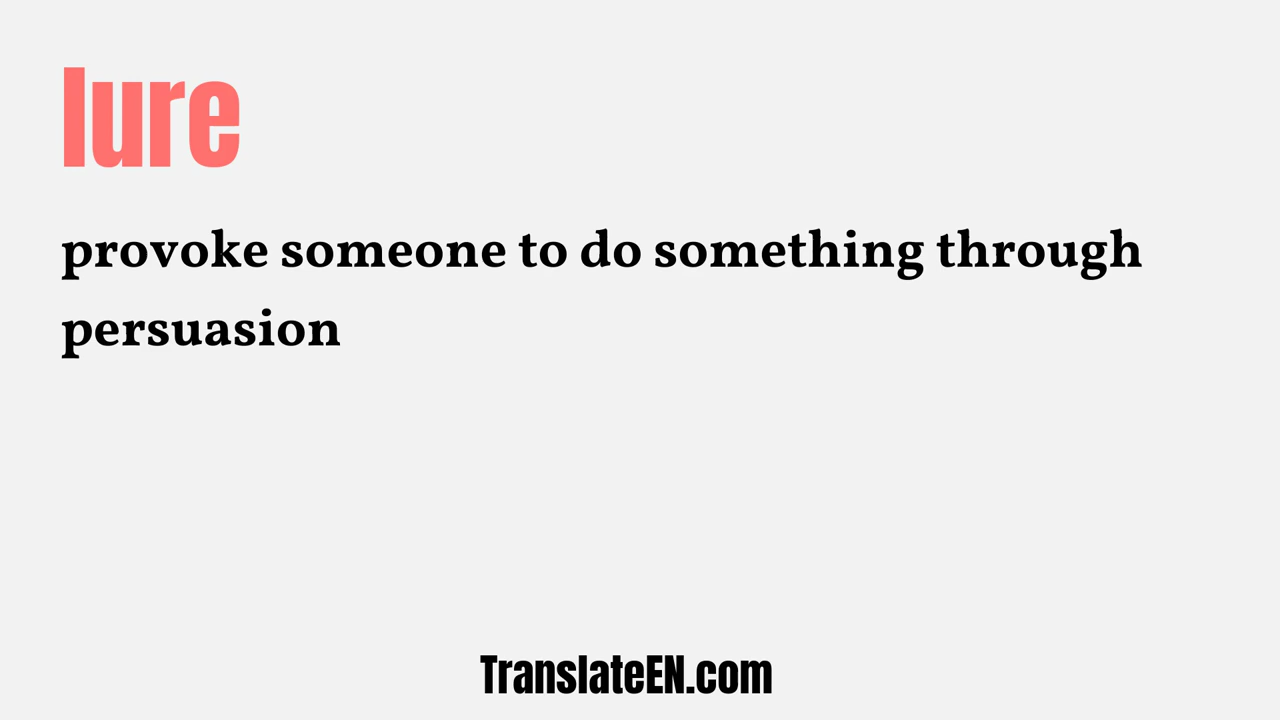 lure
provoke someone to do something through
persuasion
TranslateEN.com